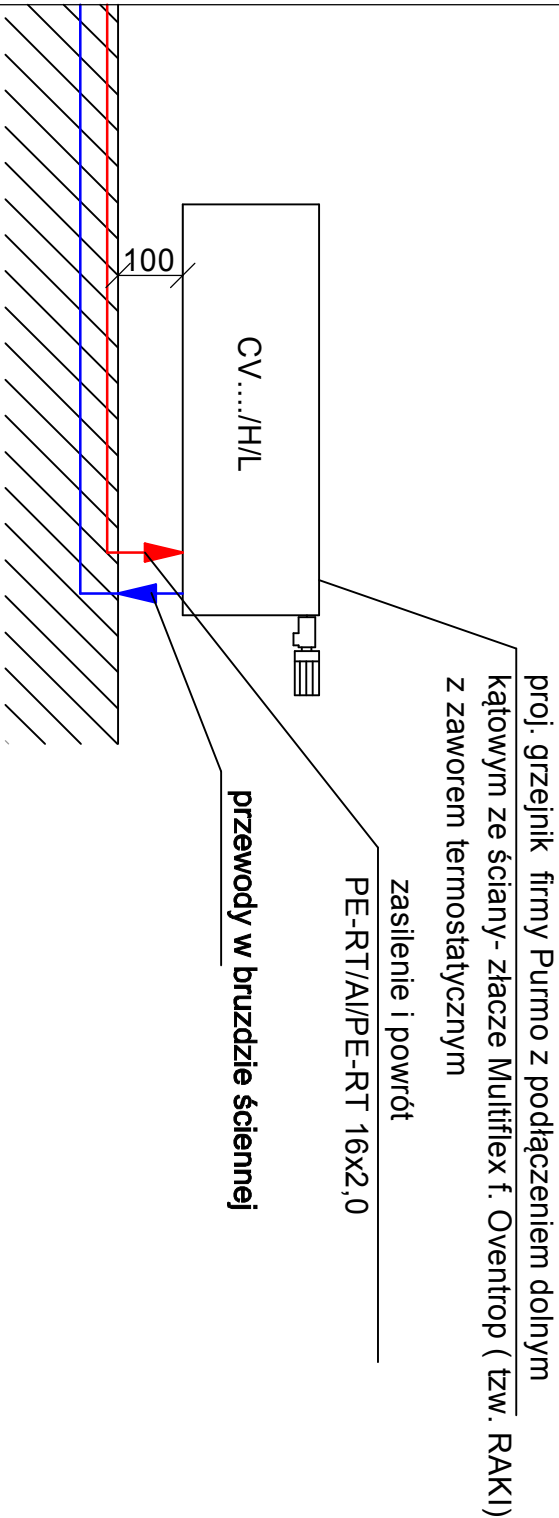 proj. grzejnik firmy Purmo z podłączeniem dolnym
kątowym ze ściany- złacze Multiflex f. Oventrop ( tzw. RAKI)
z zaworem termostatycznym
zasilenie i powrót
PE-RT/Al/PE-RT 16x2,0
przewody w bruzdzie ściennej
CV..../H/L
100